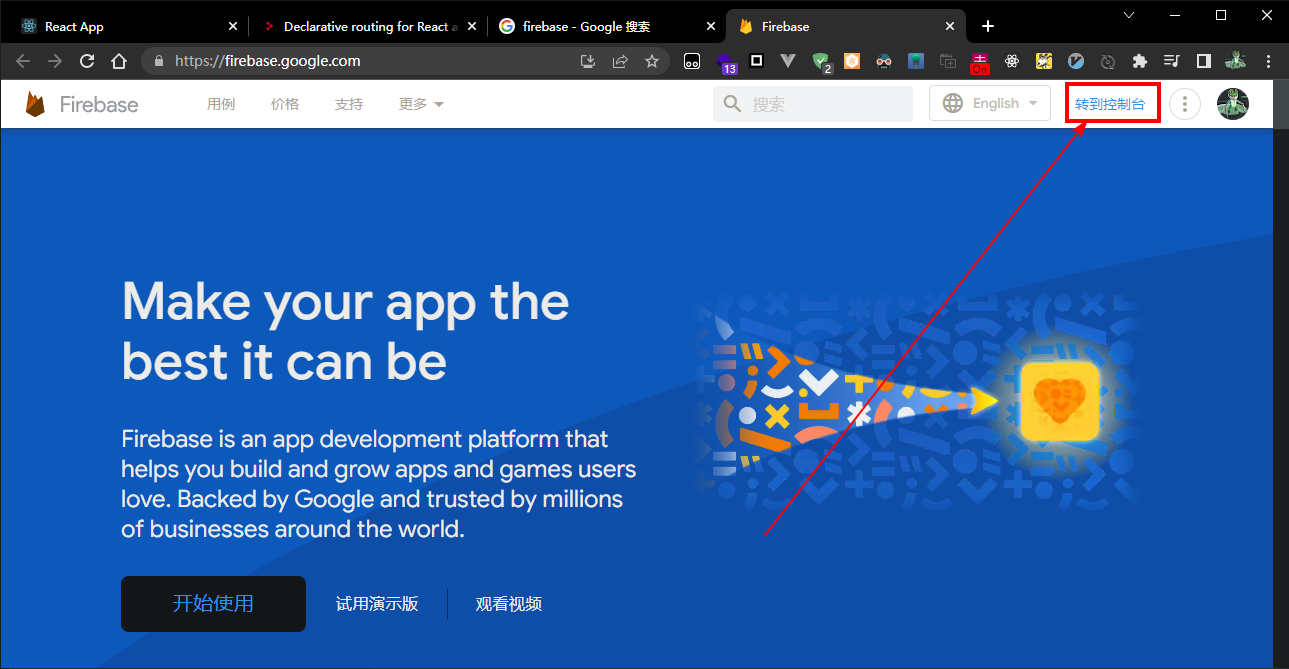 React App
Declarative routing for React a
firebase - Google 搜索
Firebase
https://firebase.google.com
13
2
On
Firebase
用例
价格
支持
更多
搜索
English
转到控制台
Make your app the
best it can be
Firebase is an app development platform that
helps you build and grow apps and games users
love. Backed by Google and trusted by millions
of businesses around the world.
开始使用
试用演示版
观看视频